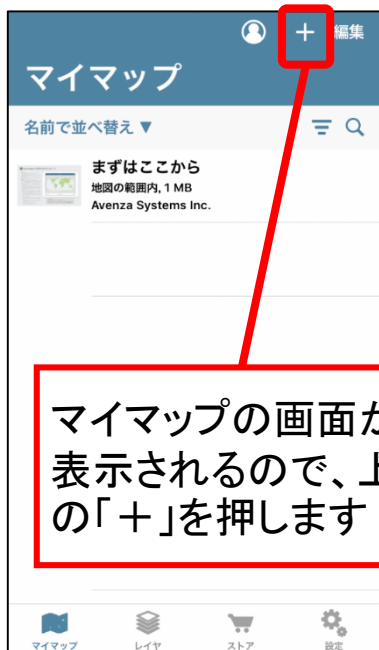 ＋ 編集
マイマップ
名前で並べ替え ▼
まずはここから
地図の範囲内, 1 MB
Avenza Systems Inc.
マイマップの画面が
表示されるので、上
の「＋」を押します
マイマップ レイヤ ストア 設定